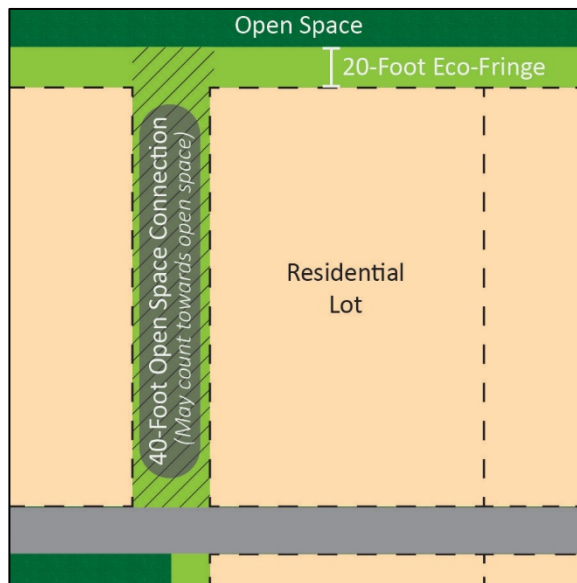 Open Space
20-Foot Eco-Fringe
40-Foot Open Space Connection
(May count towards open space)
Residential
Lot